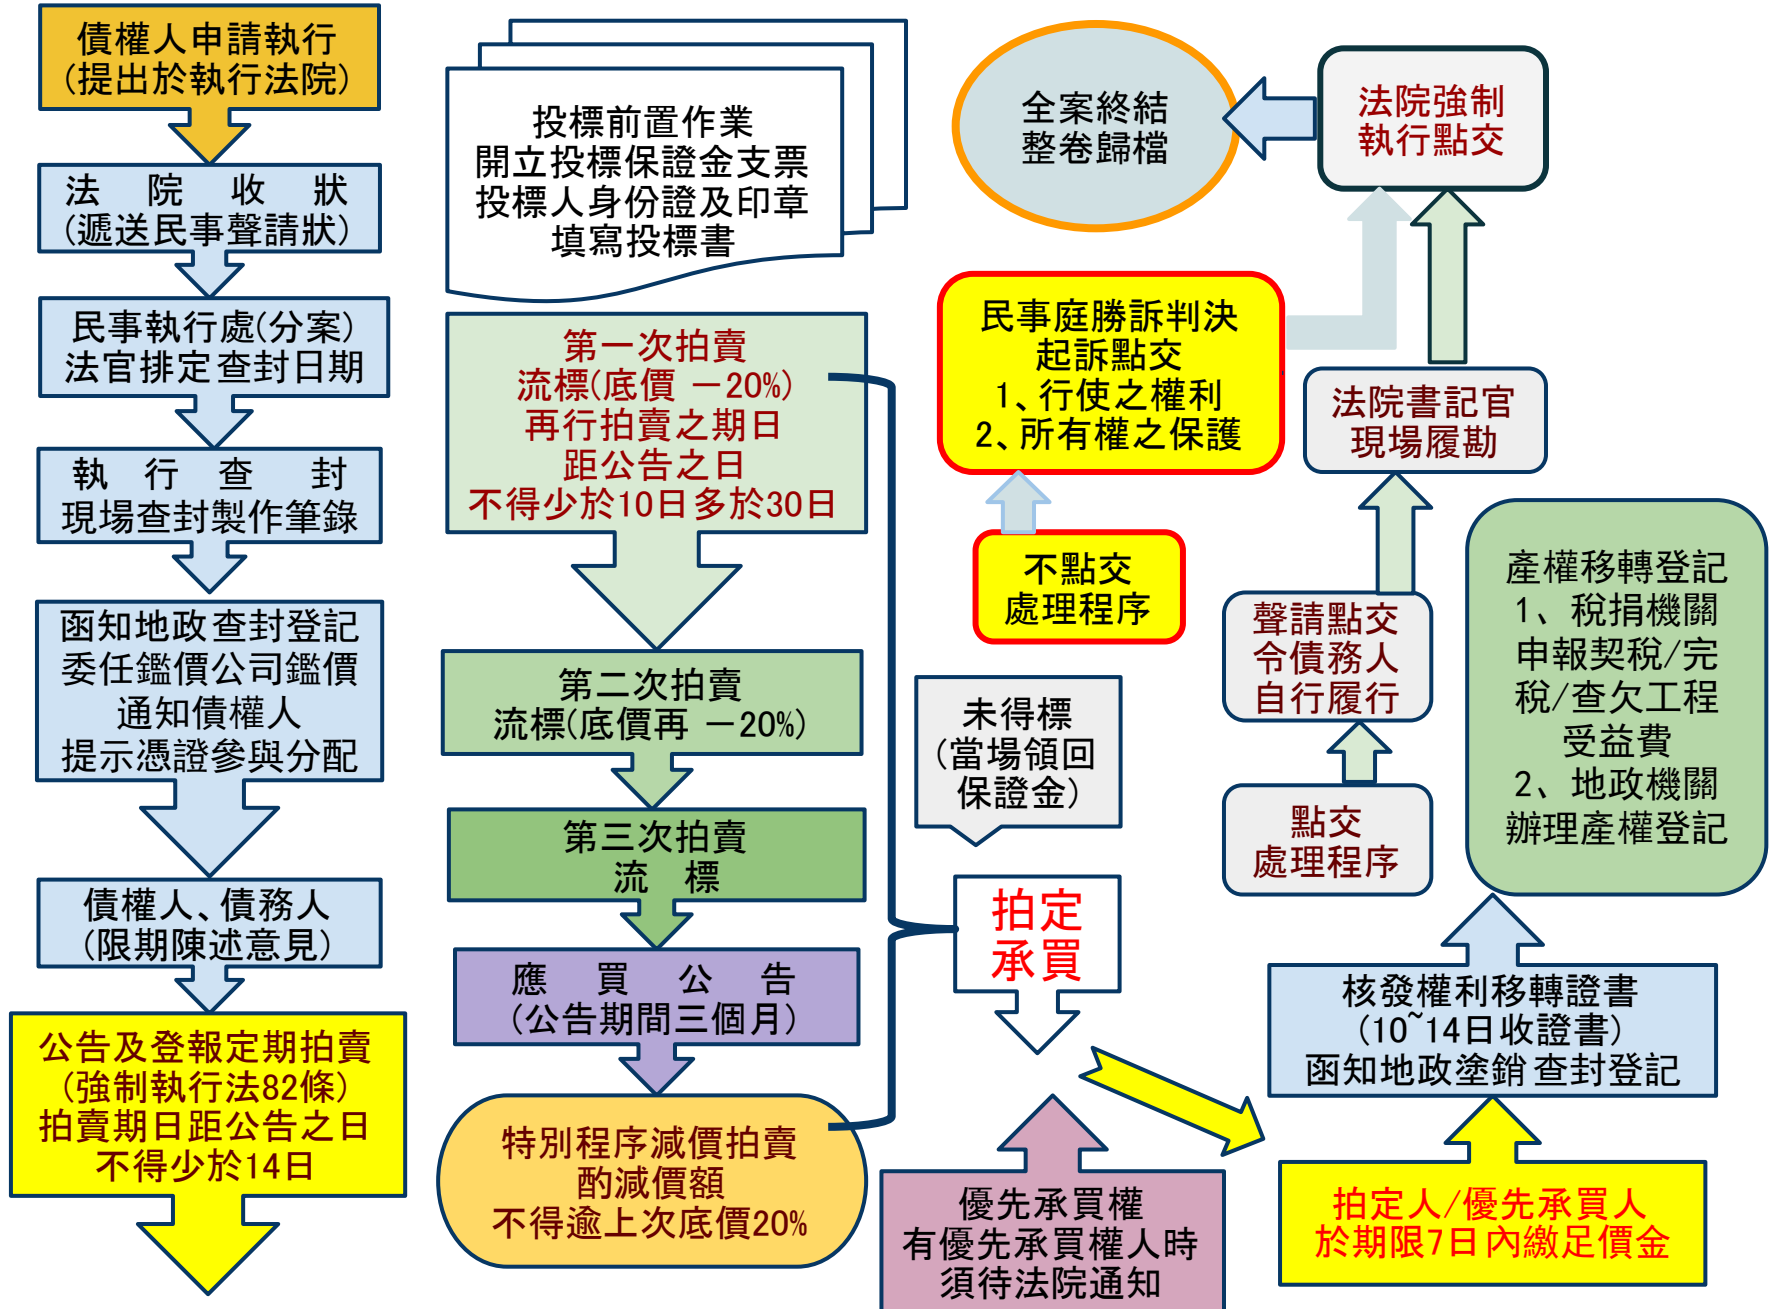 債權人申請執行
(提出於執行法院)
法 院 收 狀
(遞送民事聲請狀)
民事執行處(分案)
法官排定查封日期
執 行 查 封
現場查封製作筆錄
函知地政查封登記
委任鑑價公司鑑價
通知債權人
提示憑證參與分配
債權人、債務人
(限期陳述意見)
公告及登報定期拍賣
(強制執行法82條)
拍賣期日距公告之日
不得少於14日
投標前置作業
開立投標保證金支票
投標人身份證及印章
填寫投標書
第一次拍賣
流標(底價 －20%)
再行拍賣之期日
距公告之日
不得少於10日多於30日
第二次拍賣
流標(底價再 －20%)
第三次拍賣
流 標
應 買 公 告
(公告期間三個月)
特別程序減價拍賣
酌減價額
不得逾上次底價20%
未得標
(當場領回
保證金)
拍定
承買
優先承買權
有優先承買權人時
須待法院通知
拍定人/優先承買人
於期限7日內繳足價金
核發權利移轉證書
(10~14日收證書)
函知地政塗銷查封登記
產權移轉登記
1、稅捐機關
申報契稅/完
稅/查欠工程
受益費
2、地政機關
辦理產權登記
點交
處理程序
聲請點交
令債務人
自行履行
法院書記官
現場履勘
不點交
處理程序
民事庭勝訴判決
起訴點交
1、行使之權利
2、所有權之保護
法院強制
執行點交
全案終結
整卷歸檔